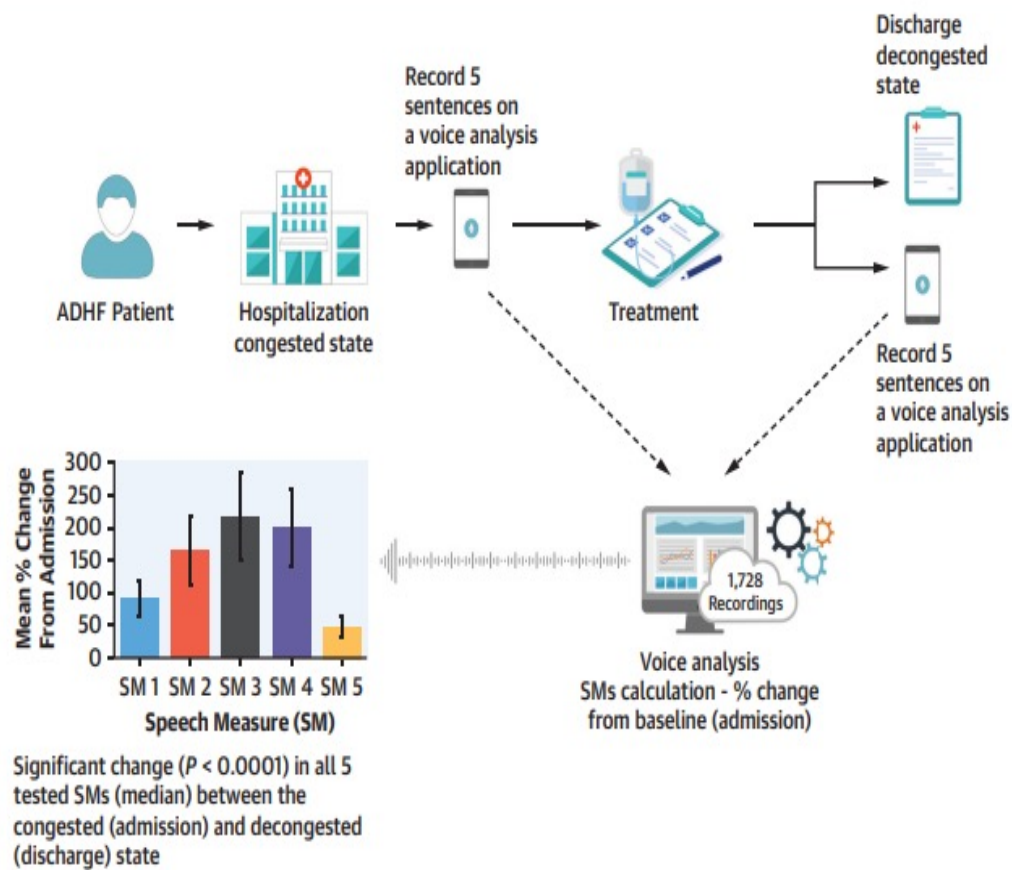 Discharge
decongested
state
Record 5
sentences on
a voice analysis
application
ADHF Patient
Hospitalization
congested state
Treatment
Record 5
sentences on
a voice analysis
application
Mean % Change
From Admission
300
250
200
150
100
50
0
SM 1 SM 2 SM 3 SM 4 SM 5
Speech Measure (SM)
1,728
Recordings
Voice analysis
SMs calculation - % change
from baseline (admission)
Significant change (P < 0.0001) in all 5
tested SMs (median) between the
congested (admission) and decongested
(discharge) state